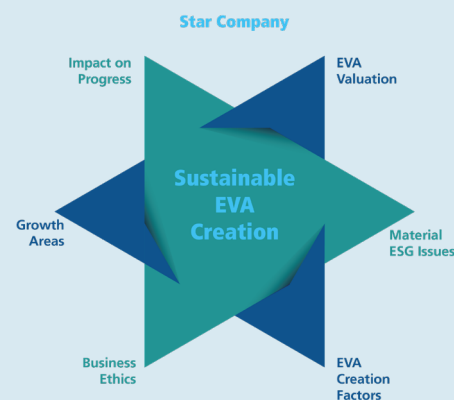 Star Company
Impact on
Progress
EVA
Valuation
Sustainable
EVA
Creation
Growth
Areas
Material
ESG Issues
Business
Ethics
EVA
Creation
Factors